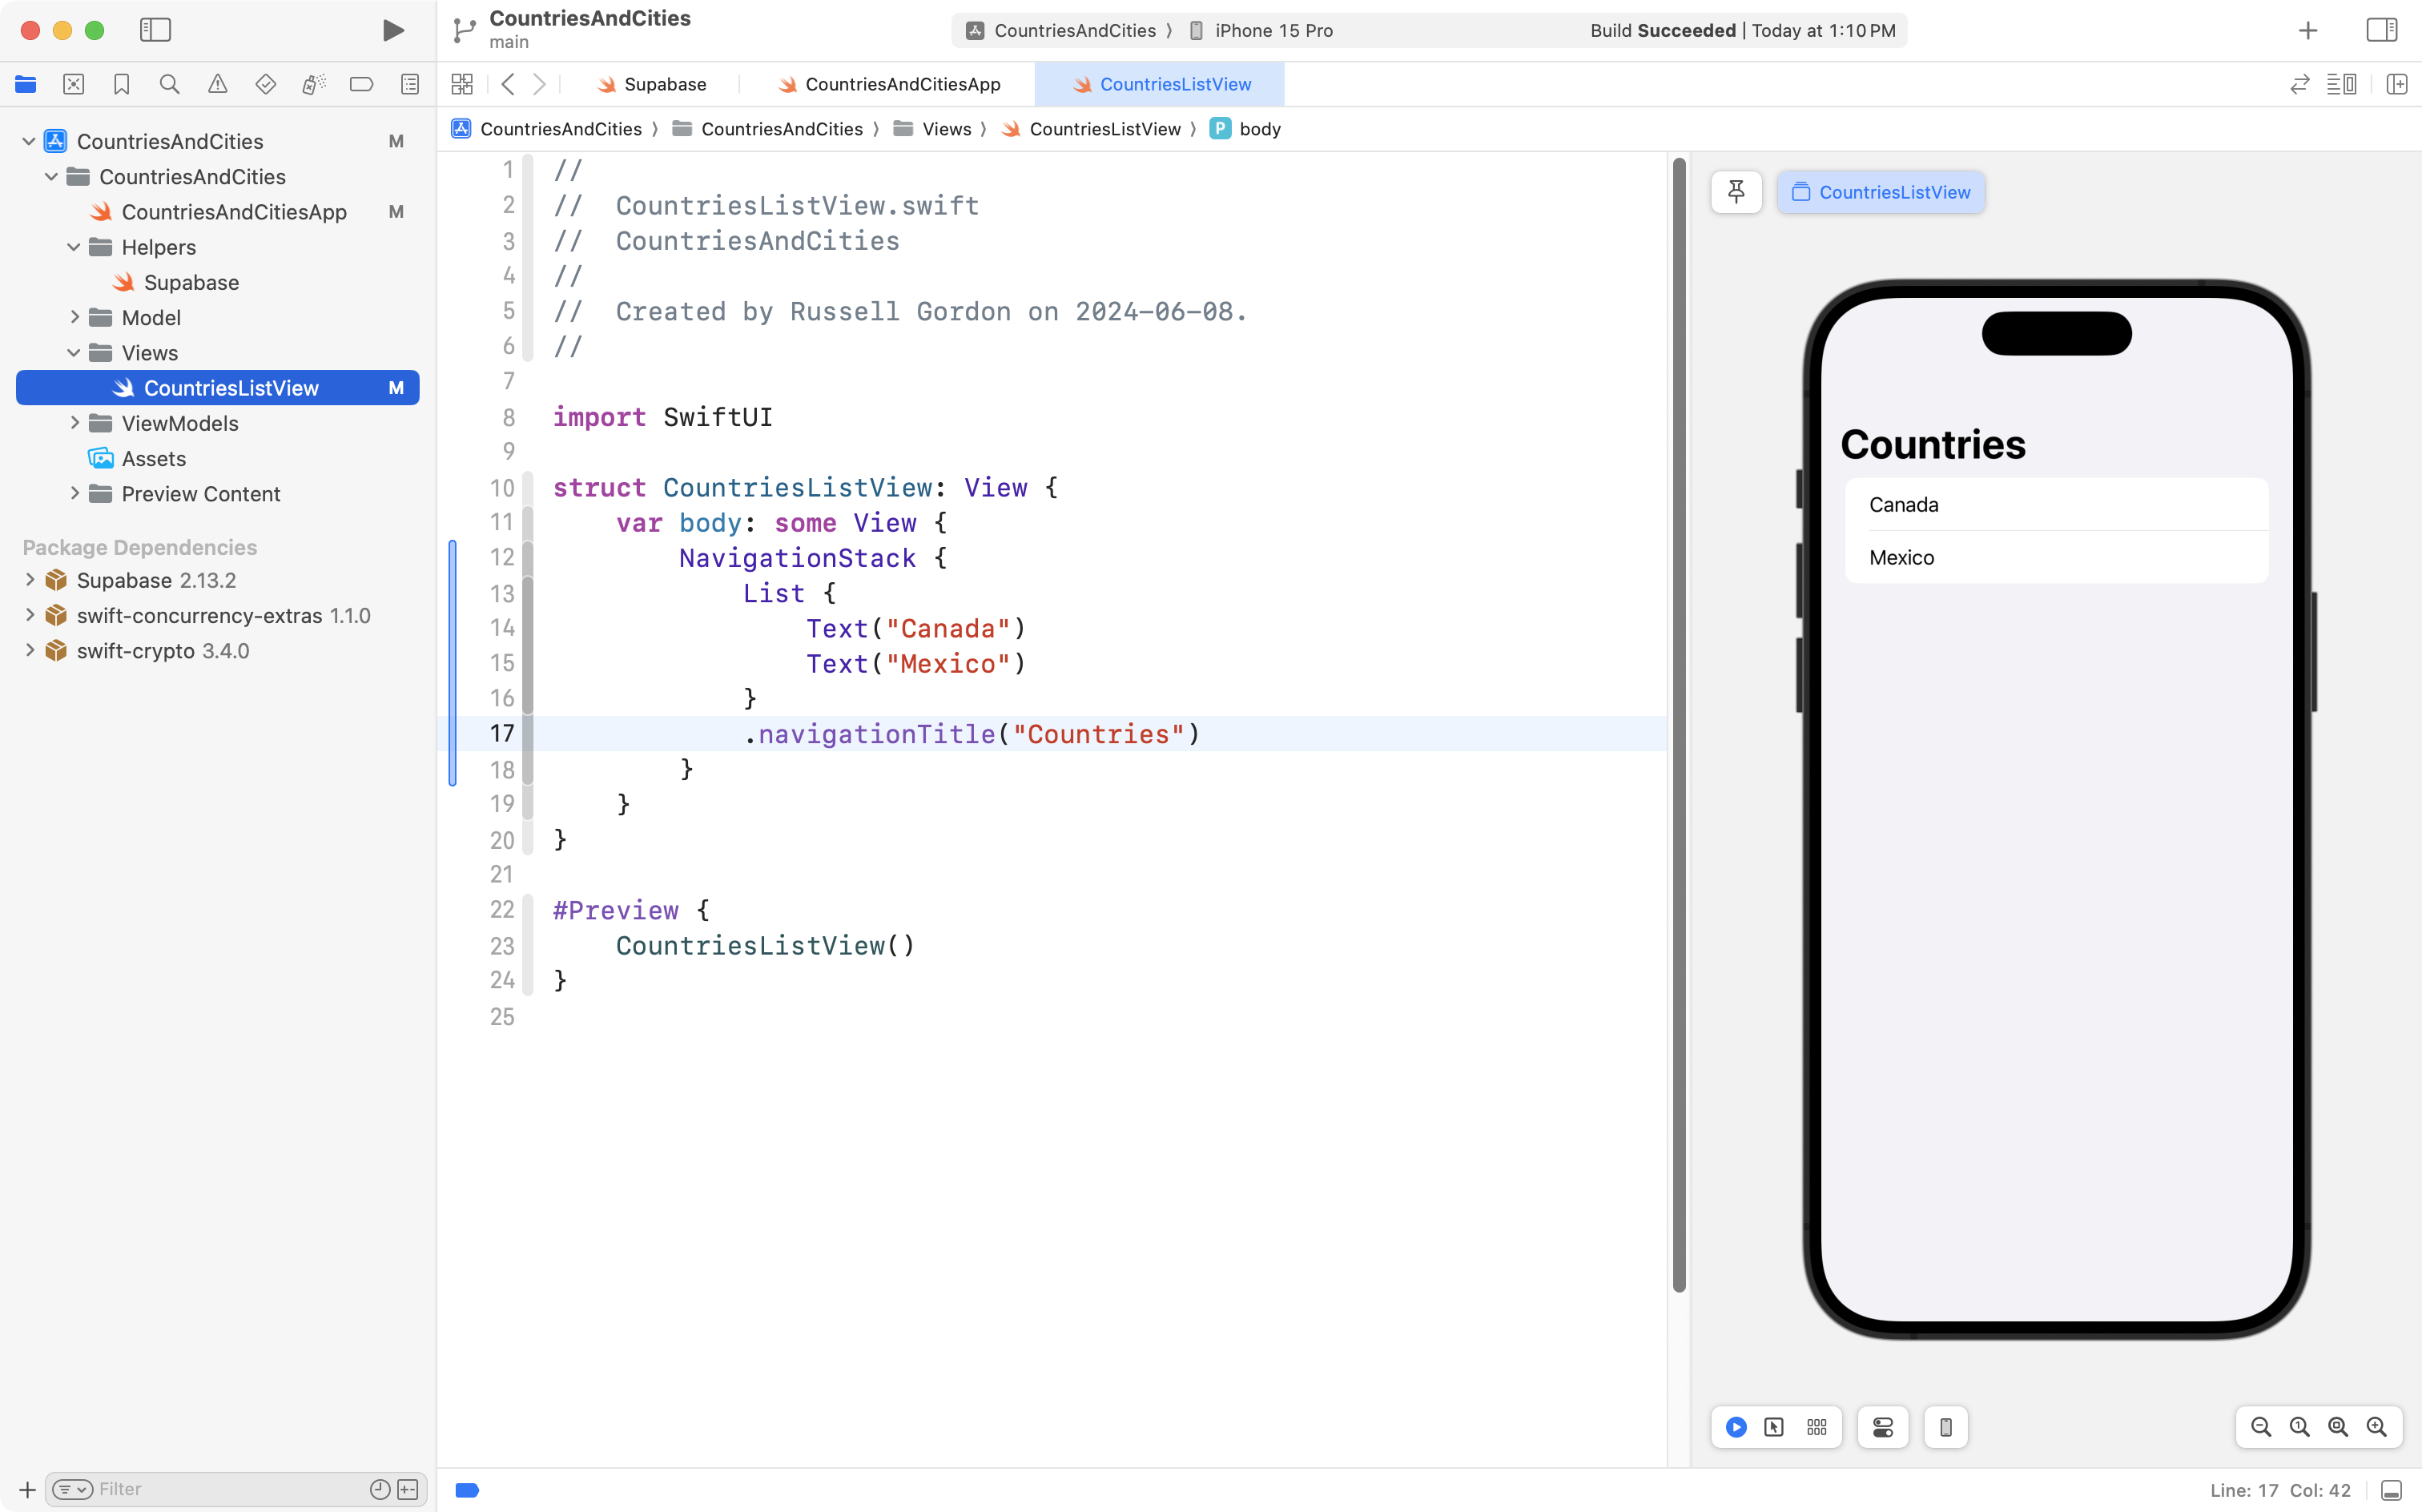 CountriesAndCities
main
CountriesAndCities 〉 iPhone 15 Pro
Build Succeeded | Today at 1:10 PM
Supabase
CountriesAndCitiesApp
CountriesListView
CountriesAndCities 〉 CountriesAndCities 〉 Views 〉 CountriesListView 〉 P body
CountriesAndCities M
CountriesAndCities
CountriesAndCitiesApp M
Helpers
Supabase
Model
Views
CountriesListView M
ViewModels
Assets
Preview Content
Package Dependencies
Supabase 2.13.2
swift-concurrency-extras 1.1.0
swift-crypto 3.4.0
Filter
1 //
2 //  CountriesListView.swift
3 //  CountriesAndCities
4 //
5 //  Created by Russell Gordon on 2024-06-08.
6 //
7
8 import SwiftUI
9
10 struct CountriesListView: View {
11     var body: some View {
12         NavigationStack {
13             List {
14                 Text("Canada")
15                 Text("Mexico")
16             }
17             .navigationTitle("Countries")
18         }
19     }
20 }
21
22 #Preview {
23     CountriesListView()
24 }
25
CountriesListView
Countries
Canada
Mexico
Line: 17 Col: 42